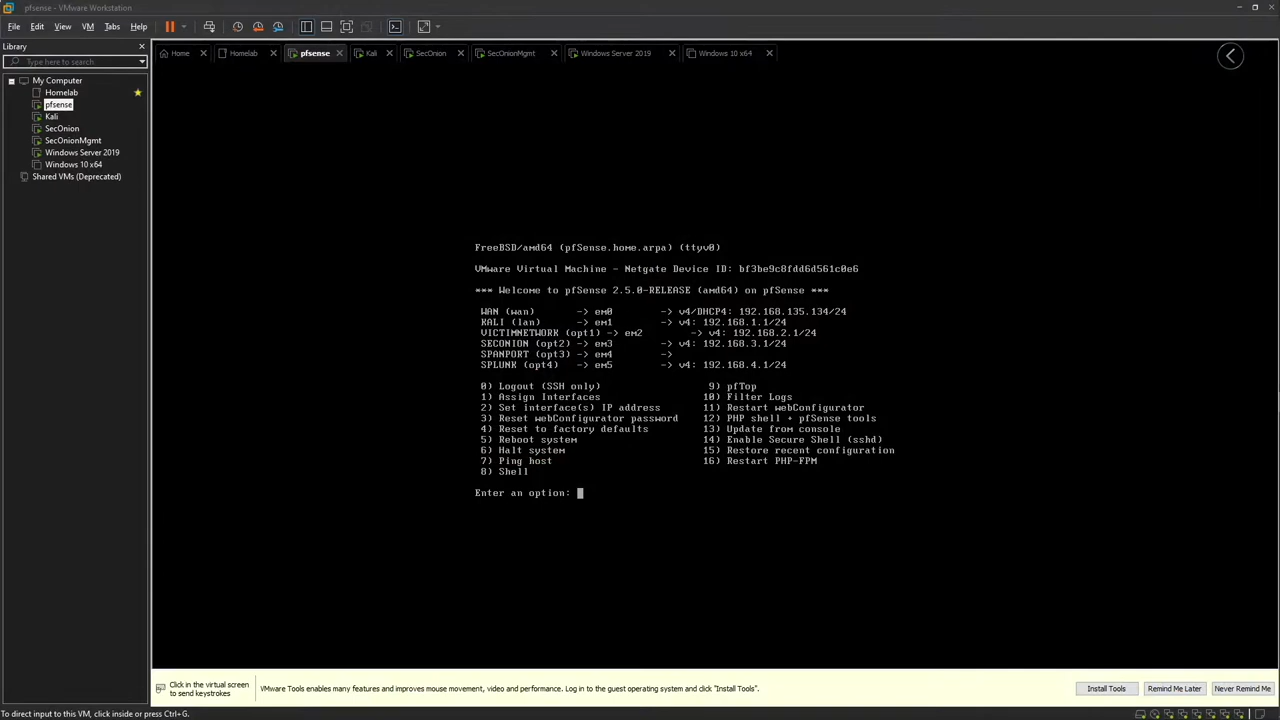 pfsense - VMware Workstation
File Edit View VM Tabs Help
Library
Type here to search
My Computer
Homelab
pfsense
Kali
SecOnion
SecOnionMgmt
Windows Server 2019
Windows 10 x64
Shared VMs (Deprecated)
Home Homelab pfsense Kali SecOnion SecOnionMgmt Windows Server 2019 Windows 10 x64
FreeBSD/amd64 (pfSense.home.arpa) (ttyv0)
VMware Virtual Machine - Netgate Device ID: bf3be9c8fdd6d561c0e6
*** Welcome to pfSense 2.5.0-RELEASE (amd64) on pfSense ***
WAN (wan) -> em0 -> v4/DHCP4: 192.168.135.134/24
KALI (lan) -> em1 -> v4: 192.168.1.1/24
VICTIMNETWORK (opt1) -> em2 -> v4: 192.168.2.1/24
SECONION (opt2) -> em3 -> v4: 192.168.3.1/24
SPANPORT (opt3) -> em4 ->
SPLUNK (opt4) -> em5 -> v4: 192.168.4.1/24
0) Logout (SSH only) 9) pfTop
1) Assign Interfaces 10) Filter Logs
2) Set interface(s) IP address 11) Restart webConfigurator
3) Reset webConfigurator password 12) PHP shell + pfSense tools
4) Reset to factory defaults 13) Update from console
5) Reboot system 14) Enable Secure Shell (sshd)
6) Halt system 15) Restore recent configuration
7) Ping host 16) Restart PHP-FPM
8) Shell
Enter an option:
Click in the virtual screen
to send keystrokes
VMware Tools enables many features and improves mouse movement, video and performance. Log in to the guest operating system and click "Install Tools".
Install Tools Remind Me Later Never Remind Me
To direct input to this VM, click inside or press Ctrl+G.